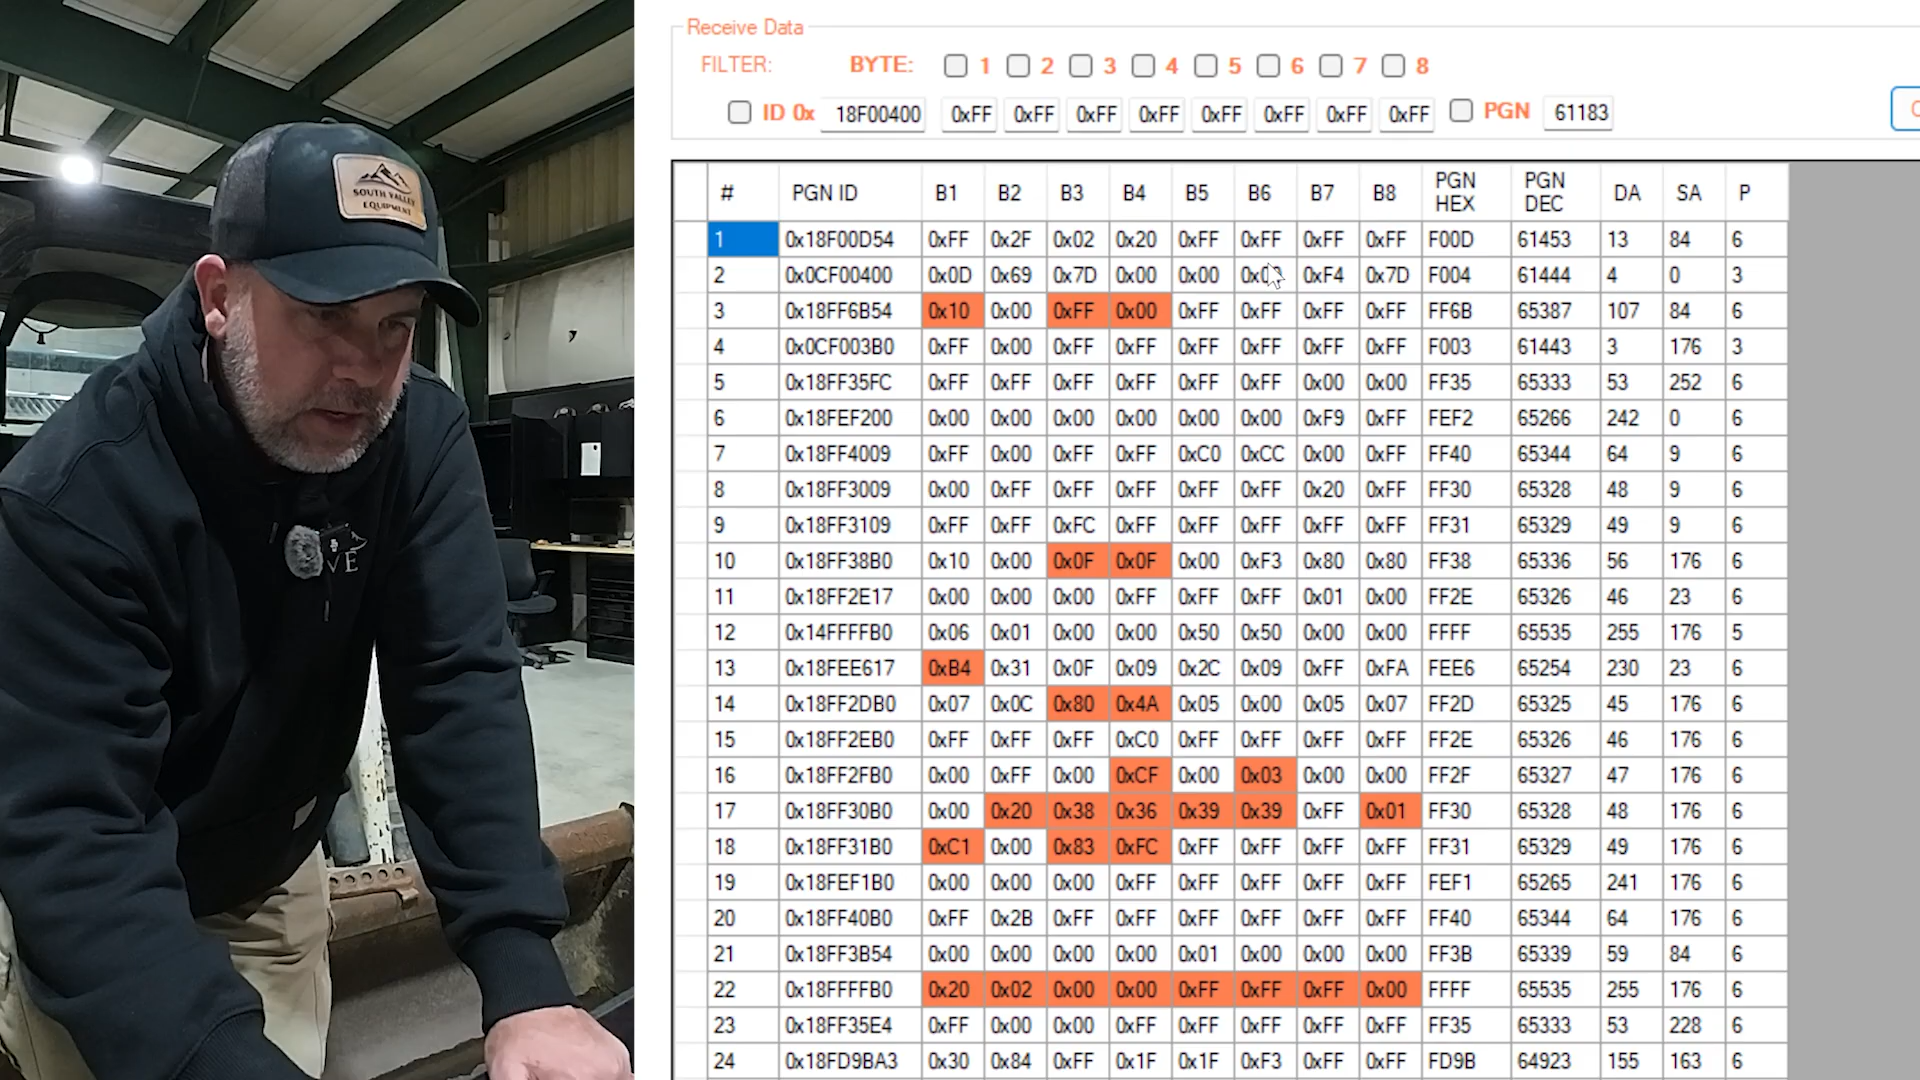 SOUTH VALLEY
EQUIPMENT
VE
Receive Data
FILTER: BYTE: 1 2 3 4 5 6 7 8
ID 0x 18F00400 0xFF 0xFF 0xFF 0xFF 0xFF 0xFF 0xFF 0xFF PGN 61183
# PGN ID B1 B2 B3 B4 B5 B6 B7 B8 PGN HEX PGN DEC DA SA P
1 0x18F00D54 0xFF 0x2F 0x02 0x20 0xFF 0xFF 0xFF 0xFF F00D 61453 13 84 6
2 0x0CF00400 0x0D 0x69 0x7D 0x00 0x00 0xF4 0x7D F004 61444 4 0 3
3 0x18FF6B54 0x10 0x00 0xFF 0x00 0xFF 0xFF 0xFF 0xFF FF6B 65387 107 84 6
4 0x0CF003B0 0xFF 0x00 0xFF 0xFF 0xFF 0xFF 0xFF 0xFF F003 61443 3 176 3
5 0x18FF35FC 0xFF 0xFF 0xFF 0xFF 0xFF 0xFF 0x00 0x00 FF35 65333 53 252 6
6 0x18FEF200 0x00 0x00 0x00 0x00 0x00 0x00 0xF9 0xFF FEF2 65266 242 0 6
7 0x18FF4009 0xFF 0x00 0xFF 0xFF 0xC0 0xCC 0x00 0xFF FF40 65344 64 9 6
8 0x18FF3009 0x00 0xFF 0xFF 0xFF 0xFF 0xFF 0x20 0xFF FF30 65328 48 9 6
9 0x18FF3109 0xFF 0xFF 0xFC 0xFF 0xFF 0xFF 0xFF 0xFF FF31 65329 49 9 6
10 0x18FF38B0 0x10 0x00 0x0F 0x0F 0x00 0xF3 0x80 0x80 FF38 65336 56 176 6
11 0x18FF2E17 0x00 0x00 0x00 0xFF 0xFF 0xFF 0x01 0x00 FF2E 65326 46 23 6
12 0x14FFFFB0 0x06 0x01 0x00 0x00 0x50 0x50 0x00 0x00 FFFF 65535 255 176 5
13 0x18FEE617 0xB4 0x31 0x0F 0x09 0x2C 0x09 0xFF 0xFA FEE6 65254 230 23 6
14 0x18FF2DB0 0x07 0x0C 0x80 0x4A 0x05 0x00 0x05 0x07 FF2D 65325 45 176 6
15 0x18FF2EB0 0xFF 0xFF 0xFF 0xC0 0xFF 0xFF 0xFF 0xFF FF2E 65326 46 176 6
16 0x18FF2FB0 0x00 0xFF 0x00 0xCF 0x00 0x03 0x00 0x00 FF2F 65327 47 176 6
17 0x18FF30B0 0x00 0x20 0x38 0x36 0x39 0x39 0xFF 0x01 FF30 65328 48 176 6
18 0x18FF31B0 0xC1 0x00 0x83 0xFC 0xFF 0xFF 0xFF 0xFF FF31 65329 49 176 6
19 0x18FEF1B0 0x00 0x00 0x00 0xFF 0xFF 0xFF 0xFF 0xFF FEF1 65265 241 176 6
20 0x18FF40B0 0xFF 0x2B 0xFF 0xFF 0xFF 0xFF 0xFF 0xFF FF40 65344 64 176 6
21 0x18FF3B54 0x00 0x00 0x00 0x00 0x01 0x00 0x00 0x00 FF3B 65339 59 84 6
22 0x18FFFFB0 0x20 0x02 0x00 0x00 0xFF 0xFF 0xFF 0x00 FFFF 65535 255 176 6
23 0x18FF35E4 0xFF 0x00 0x00 0xFF 0xFF 0xFF 0xFF 0xFF FF35 65333 53 228 6
24 0x18FD9BA3 0x30 0x84 0xFF 0x1F 0x1F 0xF3 0xFF 0xFF FD9B 64923 155 163 6